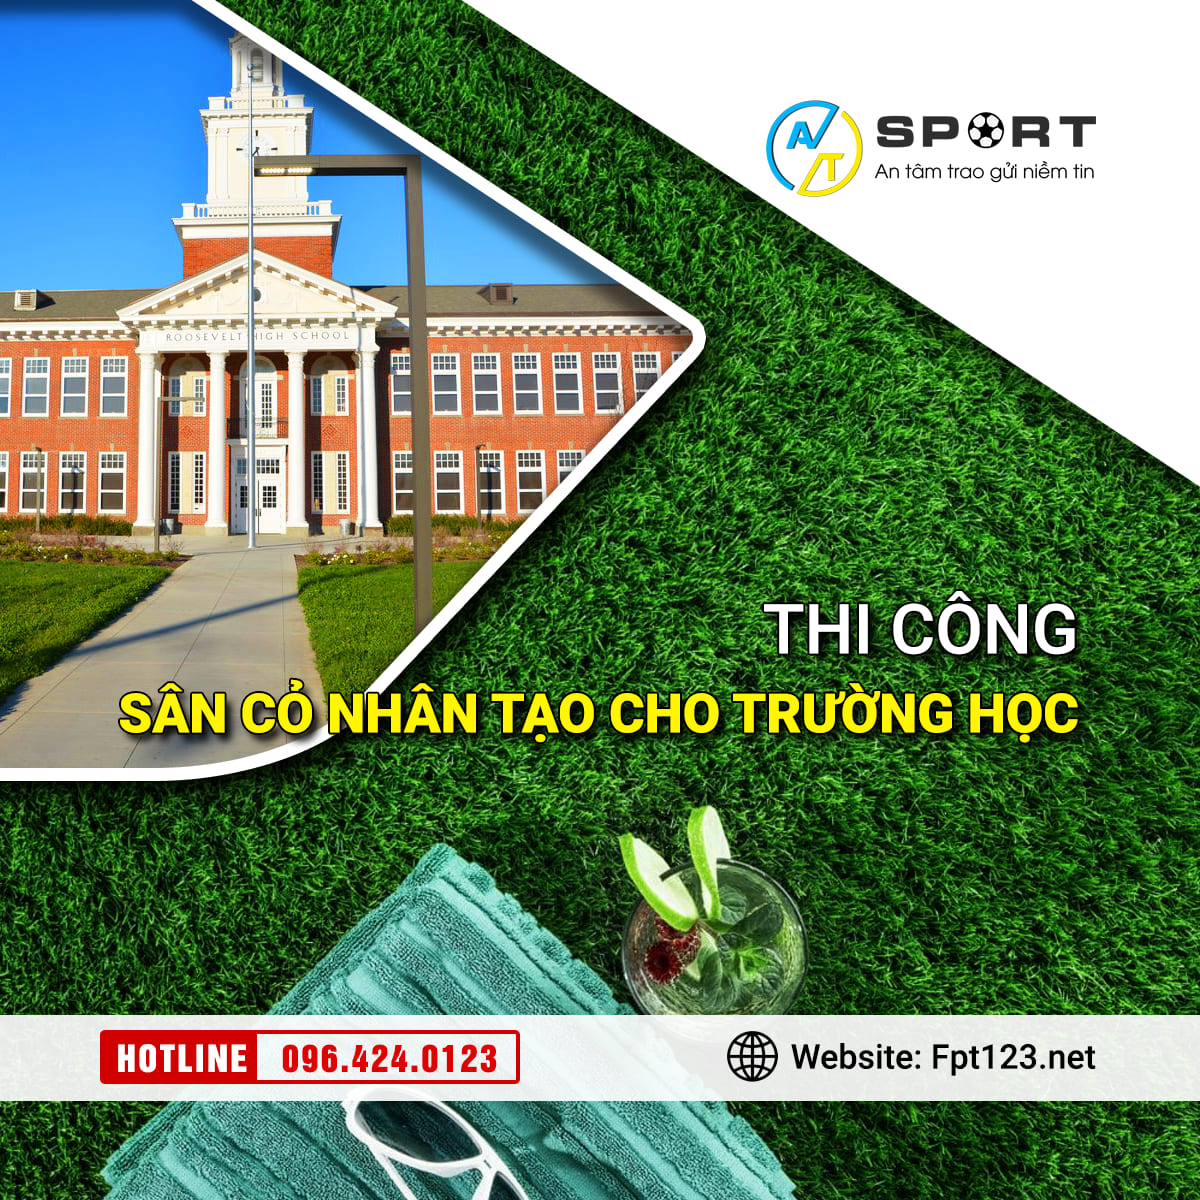 AVT SPORT
An tâm trao gửi niềm tin
ROOSEVELT HIGH SCHOOL
THI CÔNG
SÂN CỎ NHÂN TẠO CHO TRƯỜNG HỌC
HOTLINE 096.424.0123
Website: Fpt123.net